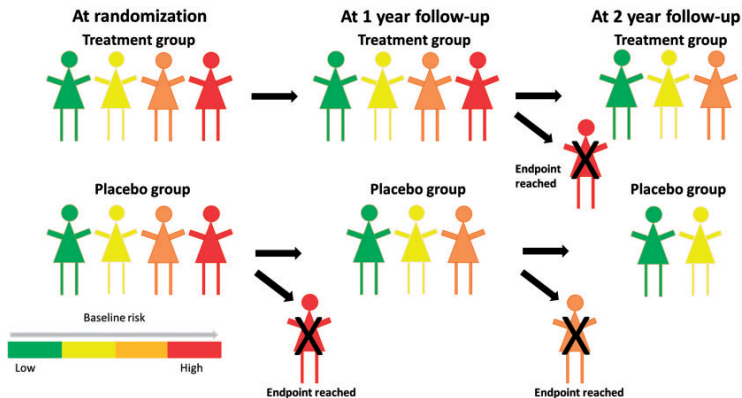 At randomization
Treatment group
At 1 year follow-up
Treatment group
At 2 year follow-up
Treatment group
Endpoint
reached
Placebo group
Placebo group
Placebo group
Baseline risk
Low
High
Endpoint reached
Endpoint reached